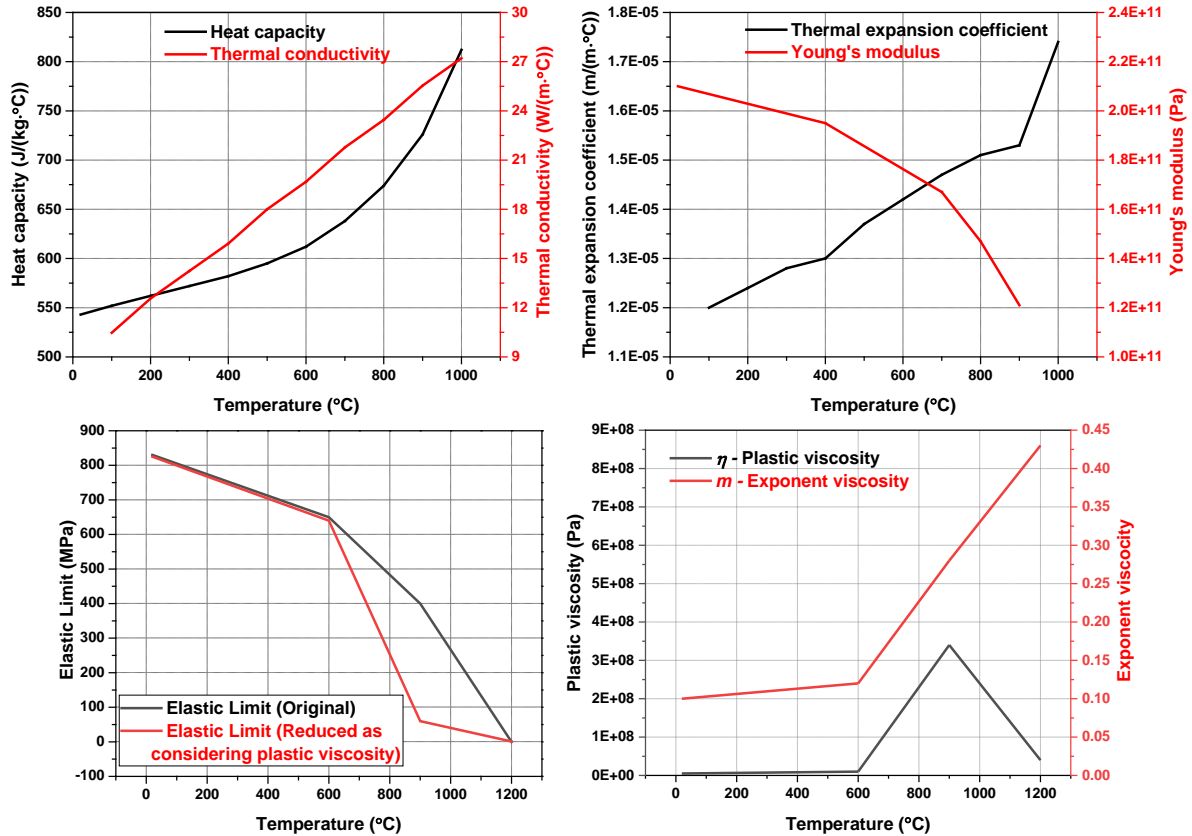 Heat capacity
Thermal conductivity
Heat capacity (J/(kg·°C))
850
800
750
700
650
600
550
500
30
27
24
21
18
15
12
9
Thermal conductivity (W/(m·°C))
0 200 400 600 800 1000
Temperature (°C)
Thermal expansion coefficient
Young's modulus
Thermal expansion coefficient (m/(m·°C))
1.8E-05
1.7E-05
1.6E-05
1.5E-05
1.4E-05
1.3E-05
1.2E-05
1.1E-05
2.4E+11
2.2E+11
2.0E+11
1.8E+11
1.6E+11
1.4E+11
1.2E+11
1.0E+11
Young's modulus (Pa)
0 200 400 600 800 1000
Temperature (°C)
Elastic Limit (MPa)
900
800
700
600
500
400
300
200
100
0
-100
Elastic Limit (Original)
Elastic Limit (Reduced as
considering plastic viscosity)
0 200 400 600 800 1000 1200
Temperature (°C)
η - Plastic viscosity
m - Exponent viscosity
Plastic viscosity (Pa)
9E+08
8E+08
7E+08
6E+08
5E+08
4E+08
3E+08
2E+08
1E+08
0E+00
0.45
0.40
0.35
0.30
0.25
0.20
0.15
0.10
0.05
0.00
Exponent viscocity
0 200 400 600 800 1000 1200
Temperature (°C)